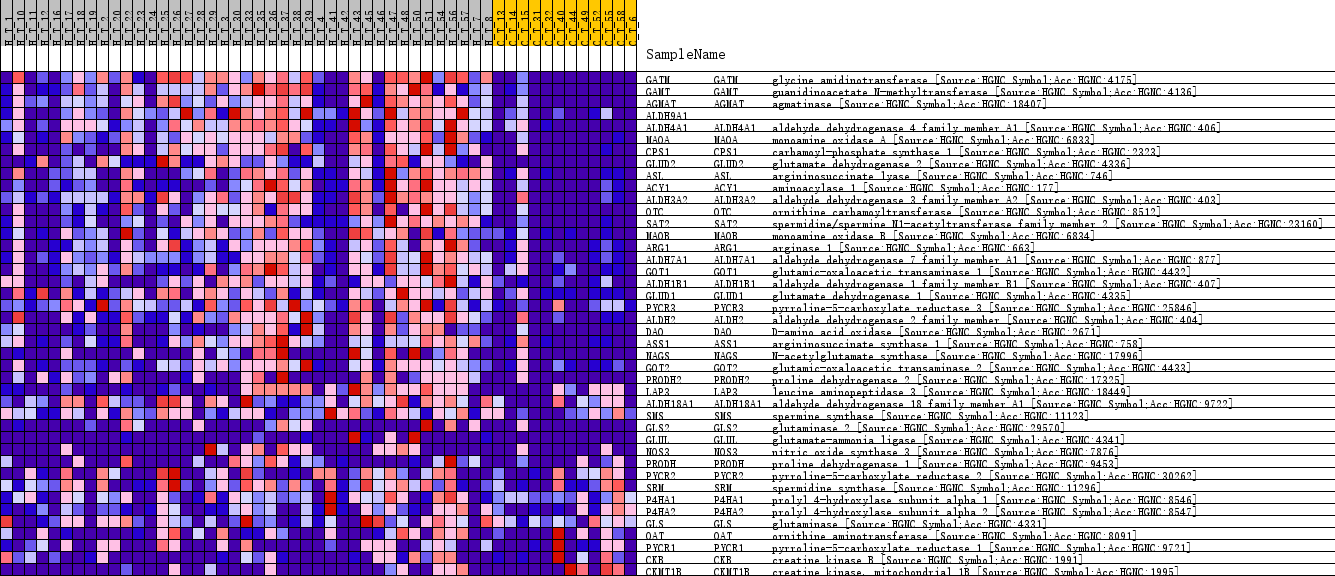 SampleName
GATM GATM glycine amidinotransferase [Source:HGNC Symbol;Acc:HGNC:4175]
GAMT GAMT guanidinoacetate N-methyltransferase [Source:HGNC Symbol;Acc:HGNC:4136]
AGMAT AGMAT agmatinase [Source:HGNC Symbol;Acc:HGNC:18407]
ALDH9A1
ALDH4A1 ALDH4A1 aldehyde dehydrogenase 4 family member A1 [Source:HGNC Symbol;Acc:HGNC:406]
MAOA MAOA monoamine oxidase A [Source:HGNC Symbol;Acc:HGNC:6833]
CPS1 CPS1 carbamoyl-phosphate synthase 1 [Source:HGNC Symbol;Acc:HGNC:2323]
GLUD2 GLUD2 glutamate dehydrogenase 2 [Source:HGNC Symbol;Acc:HGNC:4336]
ASL ASL argininosuccinate lyase [Source:HGNC Symbol;Acc:HGNC:746]
ACY1 ACY1 aminoacylase 1 [Source:HGNC Symbol;Acc:HGNC:177]
ALDH3A2 ALDH3A2 aldehyde dehydrogenase 3 family member A2 [Source:HGNC Symbol;Acc:HGNC:403]
OTC OTC ornithine carbamoyltransferase [Source:HGNC Symbol;Acc:HGNC:8512]
SAT2 SAT2 spermidine/spermine N1-acetyltransferase family member 2 [Source:HGNC Symbol;Acc:HGNC:23160]
MAOB MAOB monoamine oxidase B [Source:HGNC Symbol;Acc:HGNC:6834]
ARG1 ARG1 arginase 1 [Source:HGNC Symbol;Acc:HGNC:663]
ALDH7A1 ALDH7A1 aldehyde dehydrogenase 7 family member A1 [Source:HGNC Symbol;Acc:HGNC:877]
GOT1 GOT1 glutamic-oxaloacetic transaminase 1 [Source:HGNC Symbol;Acc:HGNC:4432]
ALDH1B1 ALDH1B1 aldehyde dehydrogenase 1 family member B1 [Source:HGNC Symbol;Acc:HGNC:407]
GLUD1 GLUD1 glutamate dehydrogenase 1 [Source:HGNC Symbol;Acc:HGNC:4335]
PYCR3 PYCR3 pyrroline-5-carboxylate reductase 3 [Source:HGNC Symbol;Acc:HGNC:25846]
ALDH2 ALDH2 aldehyde dehydrogenase 2 family member [Source:HGNC Symbol;Acc:HGNC:404]
DAO DAO D-amino acid oxidase [Source:HGNC Symbol;Acc:HGNC:2671]
ASS1 ASS1 argininosuccinate synthase 1 [Source:HGNC Symbol;Acc:HGNC:758]
NAGS NAGS N-acetylglutamate synthase [Source:HGNC Symbol;Acc:HGNC:17996]
GOT2 GOT2 glutamic-oxaloacetic transaminase 2 [Source:HGNC Symbol;Acc:HGNC:4433]
PRODH2 PRODH2 proline dehydrogenase 2 [Source:HGNC Symbol;Acc:HGNC:17325]
LAP3 LAP3 leucine aminopeptidase 3 [Source:HGNC Symbol;Acc:HGNC:18449]
ALDH18A1 ALDH18A1 aldehyde dehydrogenase 18 family member A1 [Source:HGNC Symbol;Acc:HGNC:9722]
SMS SMS spermine synthase [Source:HGNC Symbol;Acc:HGNC:11123]
GLS2 GLS2 glutaminase 2 [Source:HGNC Symbol;Acc:HGNC:29570]
GLUL GLUL glutamate-ammonia ligase [Source:HGNC Symbol;Acc:HGNC:4341]
NOS3 NOS3 nitric oxide synthase 3 [Source:HGNC Symbol;Acc:HGNC:7876]
PRODH PRODH proline dehydrogenase 1 [Source:HGNC Symbol;Acc:HGNC:9453]
PYCR2 PYCR2 pyrroline-5-carboxylate reductase 2 [Source:HGNC Symbol;Acc:HGNC:30262]
SRM SRM spermidine synthase [Source:HGNC Symbol;Acc:HGNC:11296]
P4HA1 P4HA1 prolyl 4-hydroxylase subunit alpha 1 [Source:HGNC Symbol;Acc:HGNC:8546]
P4HA2 P4HA2 prolyl 4-hydroxylase subunit alpha 2 [Source:HGNC Symbol;Acc:HGNC:8547]
GLS GLS glutaminase [Source:HGNC Symbol;Acc:HGNC:4331]
OAT OAT ornithine aminotransferase [Source:HGNC Symbol;Acc:HGNC:8091]
PYCR1 PYCR1 pyrroline-5-carboxylate reductase 1 [Source:HGNC Symbol;Acc:HGNC:9721]
CKB CKB creatine kinase B [Source:HGNC Symbol;Acc:HGNC:1991]
CKMT1B CKMT1B creatine kinase, mitochondrial 1B [Source:HGNC Symbol;Acc:HGNC:1995]